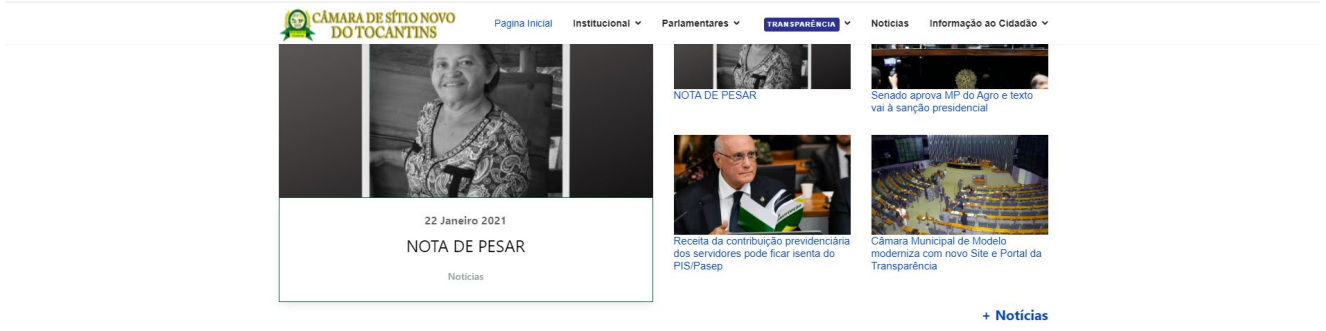 CÂMARA DE SÍTIO NOVO
DO TOCANTINS
Pagina Inicial
Institucional
Parlamentares
TRANSPARÊNCIA
Noticias
Informação ao Cidadão
22 Janeiro 2021
NOTA DE PESAR
Notícias
NOTA DE PESAR
Senado aprova MP do Agro e texto
vai à sanção presidencial
Receita da contribuição previdenciária
dos servidores pode ficar isenta do
PIS/Pasep
Câmara Municipal de Modelo
moderniza com novo Site e Portal da
Transparência
+ Notícias